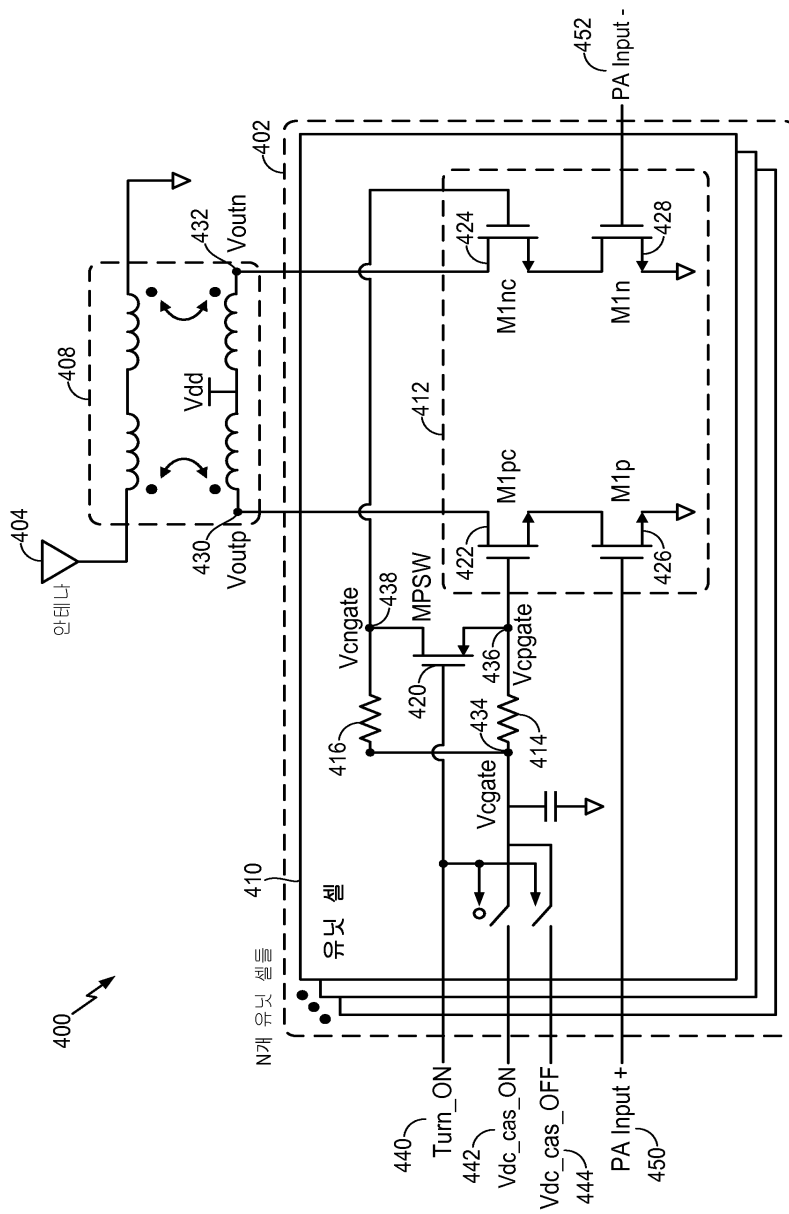 400
안테나
404
408
Vdd
430
Voutp
432
Voutn
402
N개 유닛 셀들
410
유닛 셀
Vcngate
438
416
MPSW
420
436
Vcpgate
434
414
Vcgate
412
M1pc
422
M1p
426
M1nc
424
M1n
428
440
Turn_ON
442
Vdc_cas_ON
Vdc_cas_OFF
444
PA Input +
450
452
PA Input -